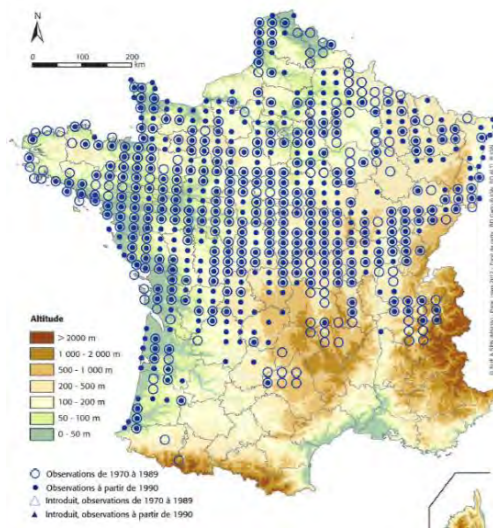 N
0 100 200
km
Altitude
> 2000 m
1 000 - 2 000 m
500 - 1 000 m
200 - 500 m
100 - 200 m
50 - 100 m
0 - 50 m
Observations de 1970 à 1989
Observations à partir de 1990
Introduit, observations de 1970 à 1989
Introduit, observations à partir de 1990